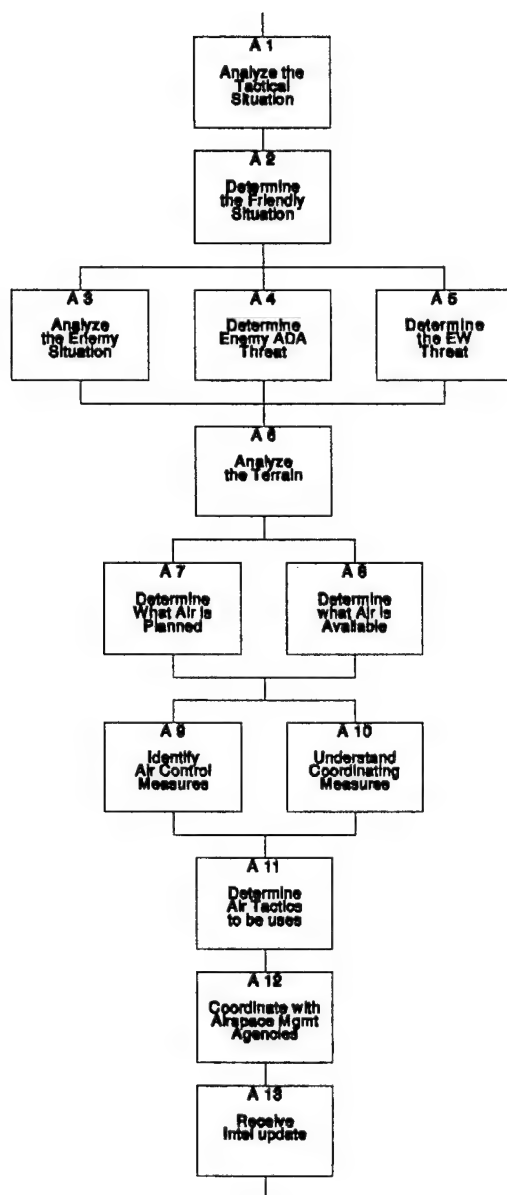 A 1
Analyze the
Tactical
Situation
A 2
Determine
the Friendly
Situation
A 3
Analyze
the Enemy
Situation
A 4
Determine
Enemy ADA
Threat
A 5
Determine
the EW
Threat
A 6
Analyze
the Terrain
A 7
Determine
What Air is
Planned
A 8
Determine
what Air is
Available
A 9
Identify
Air Control
Measures
A 10
Understand
Coordinating
Measures
A 11
Determine
Air Tactics
to be uses
A 12
Coordinate with
Airspace Mgmt
Agencies
A 13
Receive
Intel update